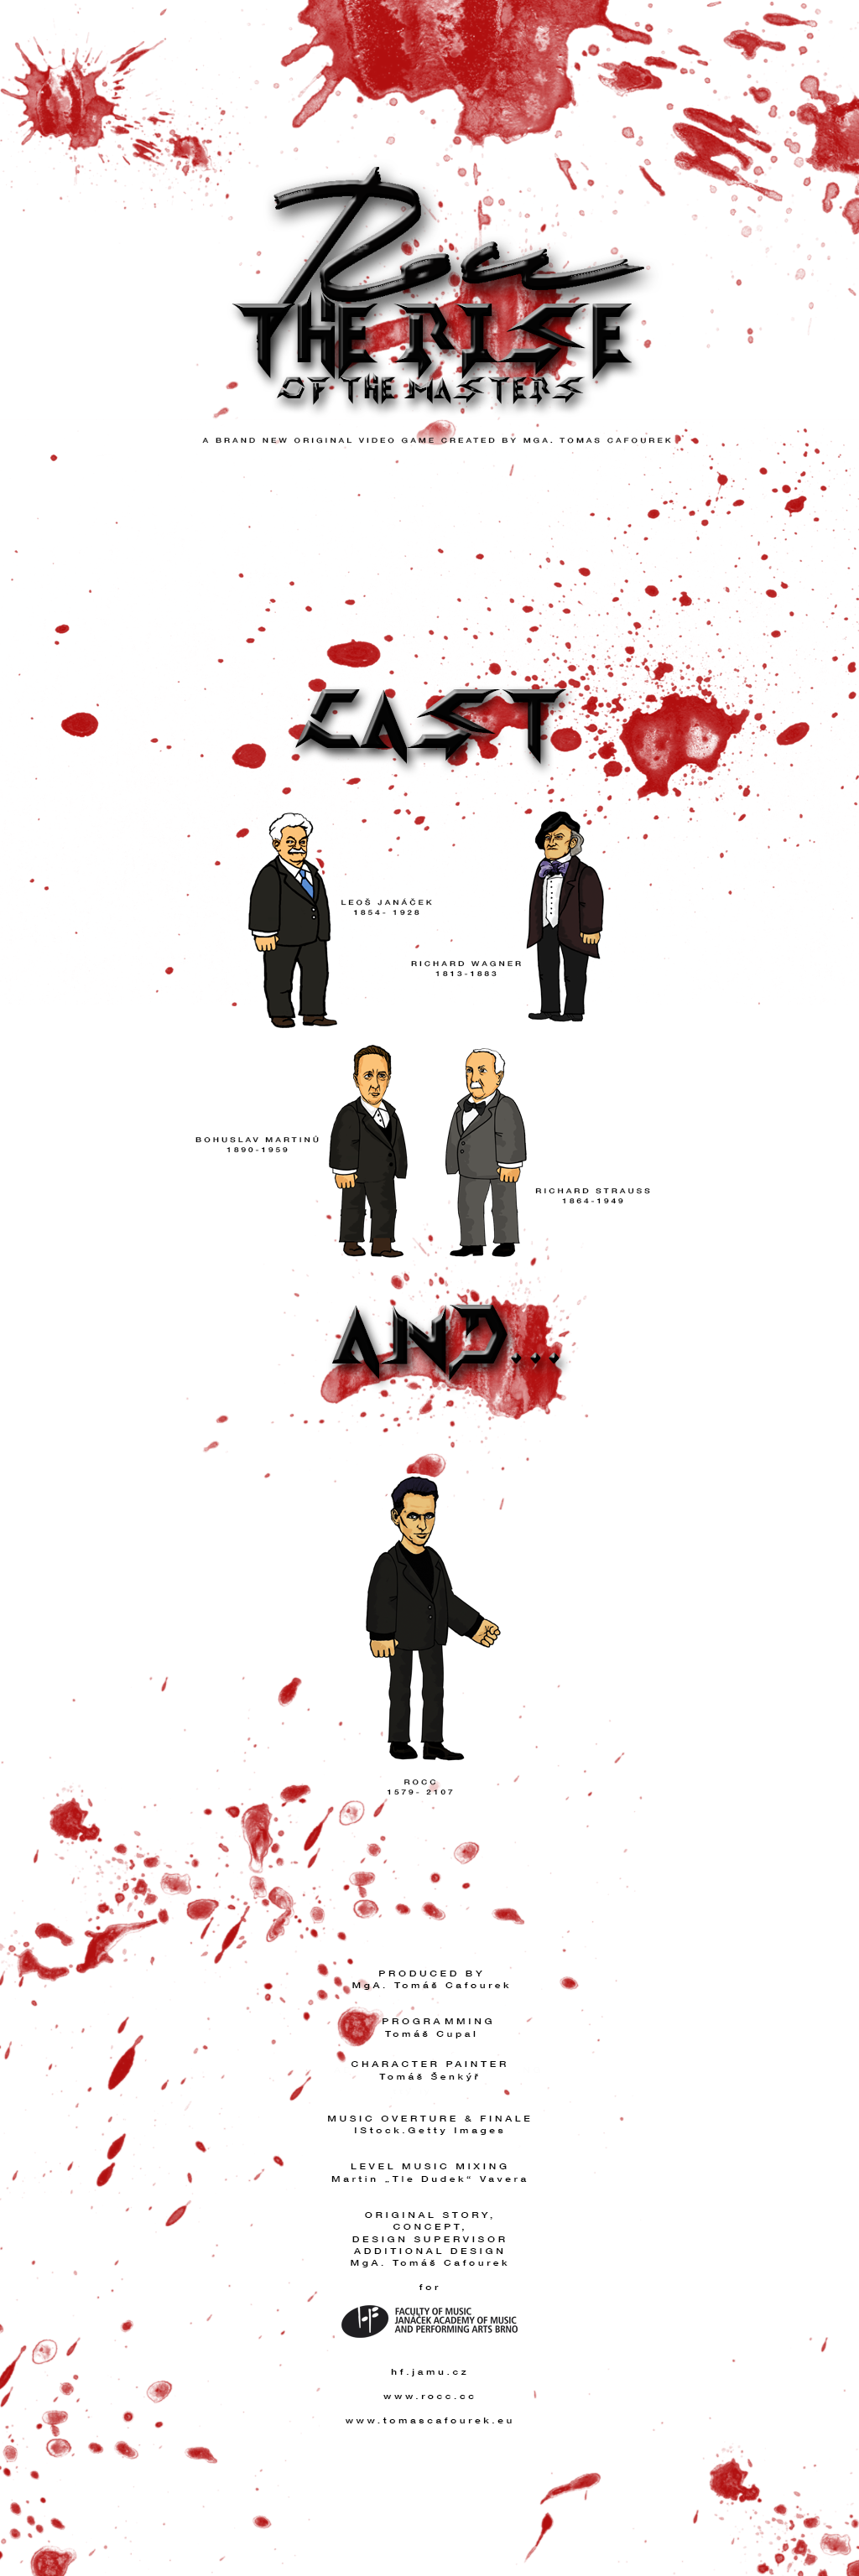 Rocc
THE RISE
OF THE MASTERS
A BRAND NEW ORIGINAL VIDEO GAME CREATED BY MGA. TOMAS CAFOUREK
CAST
LEOŠ JANÁČEK
1854- 1928
RICHARD WAGNER
1813-1883
BOHUSLAV MARTINŮ
1890-1959
RICHARD STRAUSS
1864-1949
AND...
ROCC
1579- 2107
PRODUCED BY
MgA. Tomáš Cafourek
PROGRAMMING
Tomáš Cupal
CHARACTER PAINTER
Tomáš Šenkýř
MUSIC OVERTURE & FINALE
IStock.Getty Images
LEVEL MUSIC MIXING
Martin „Tle Dudek“ Vavera
ORIGINAL STORY,
CONCEPT,
DESIGN SUPERVISOR
ADDITIONAL DESIGN
MgA. Tomáš Cafourek
for
FACULTY OF MUSIC
JANÁČEK ACADEMY OF MUSIC
AND PERFORMING ARTS BRNO
hf.jamu.cz
www.rocc.cc
www.tomascafourek.eu